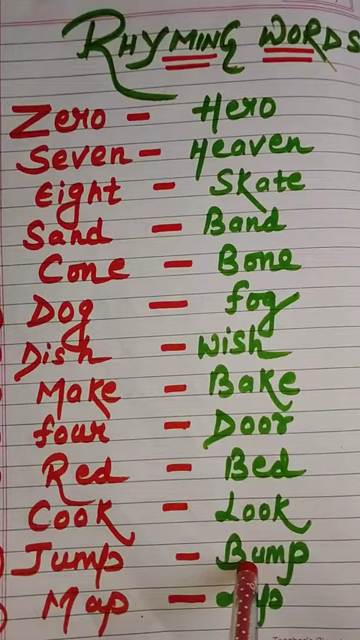 RHYMING WORDS
Zero - Hero
Seven - Heaven
Eight - Skate
Sand - Band
Cone - Bone
Dog - fog
Dish - Wish
Make - Bake
four - Door
Red - Bed
Cook - Look
Jump - Bump
Map -